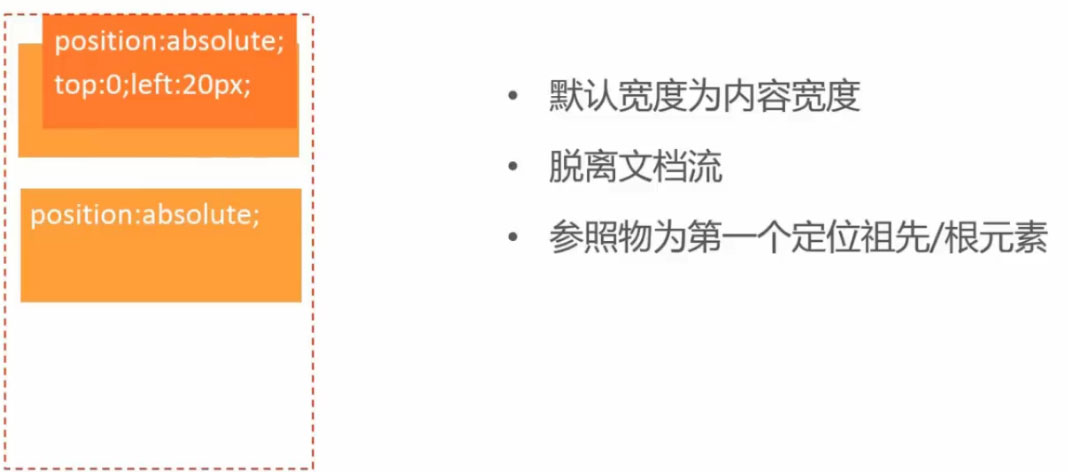 position:absolute;
top:0;left:20px;
position:absolute;
• 默认宽度为内容宽度
• 脱离文档流
• 参照物为第一个定位祖先/根元素